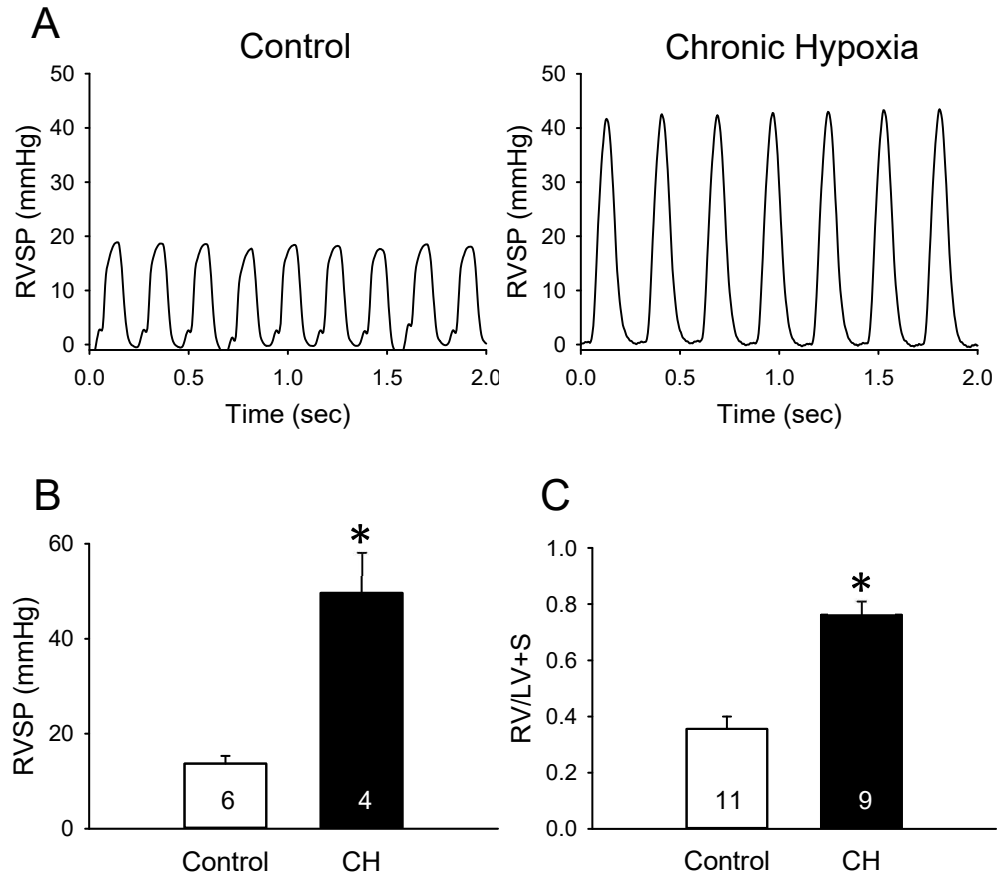 A
Control
Chronic Hypoxia
RVSP (mmHg)
50
40
30
20
10
0
0.0 0.5 1.0 1.5 2.0
Time (sec)
RVSP (mmHg)
50
40
30
20
10
0
0.0 0.5 1.0 1.5 2.0
Time (sec)
B
RVSP (mmHg)
60
40
20
0
*
6
4
Control CH
C
RV/LV+S
1.0
0.8
0.6
0.4
0.2
0.0
*
11
9
Control CH